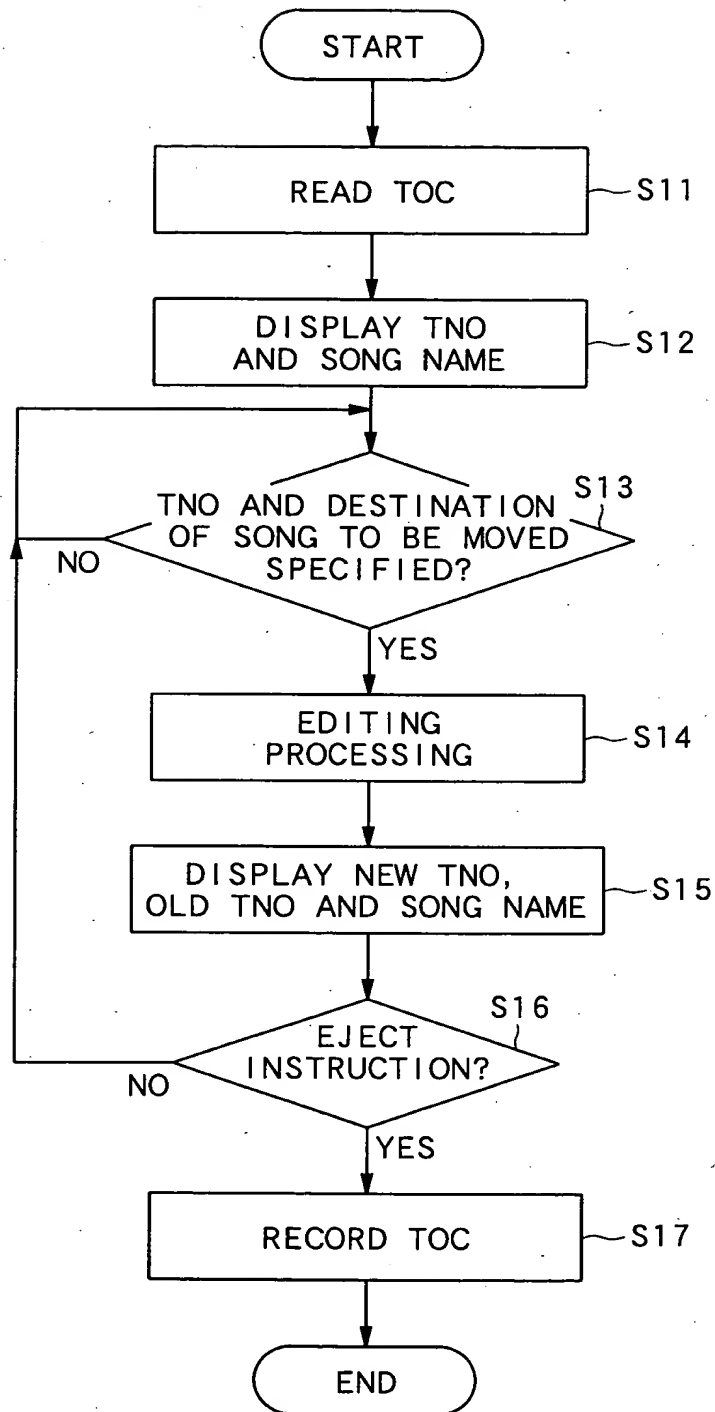 START
READ TOC
S11
DISPLAY TNO
AND SONG NAME
S12
TNO AND DESTINATION
OF SONG TO BE MOVED
SPECIFIED?
S13
NO
YES
EDITING
PROCESSING
S14
DISPLAY NEW TNO,
OLD TNO AND SONG NAME
S15
EJECT
INSTRUCTION?
S16
NO
YES
RECORD TOC
S17
END